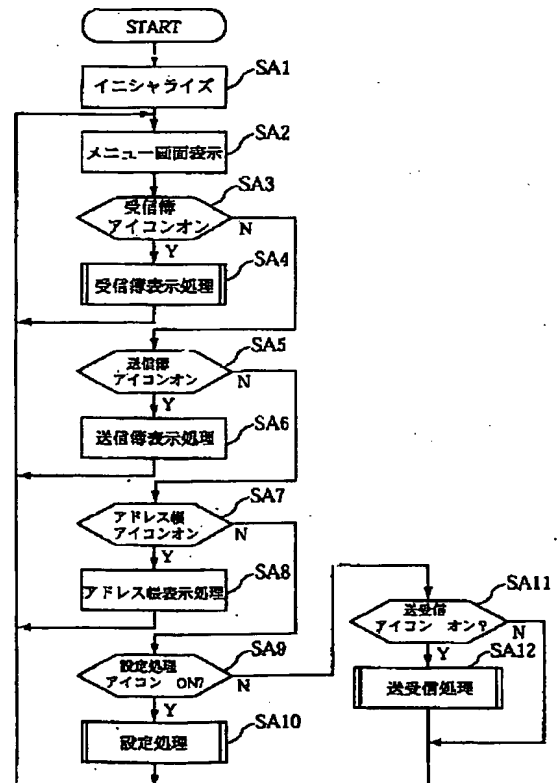 START
SA1
イニシャライズ
SA2
メニュー画面表示
SA3
受信簿
アイコンオン
N
Y
SA4
受信簿表示処理
SA5
送信簿
アイコンオン
N
Y
SA6
送信簿表示処理
SA7
アドレス帳
アイコンオン
N
Y
SA8
アドレス帳表示処理
SA9
設定処理
アイコン ON?
N
Y
SA10
設定処理
SA11
送受信
アイコン オン?
N
Y
SA12
送受信処理